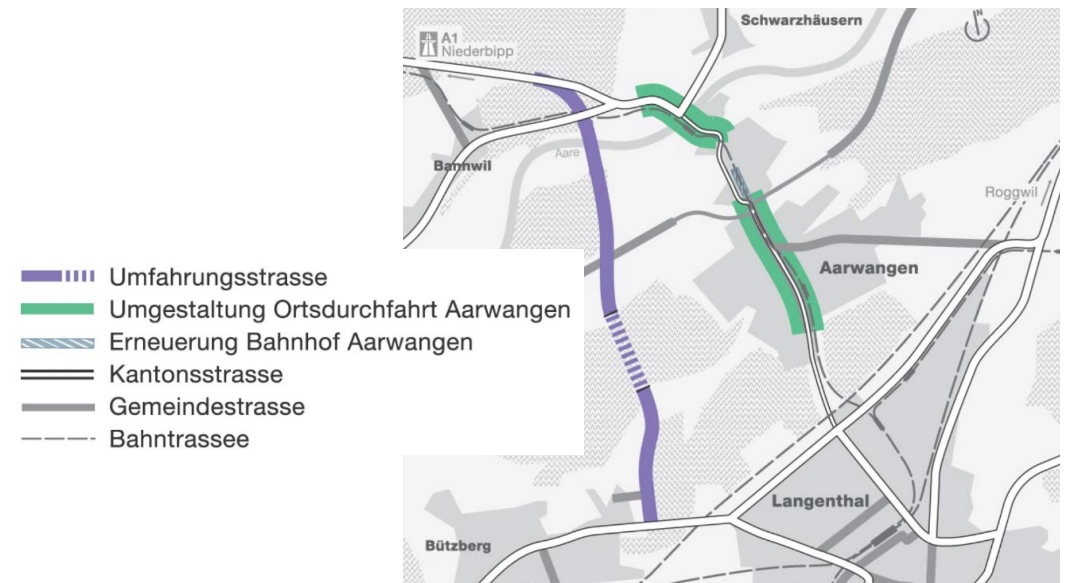 Schwarzhäusern
N
A1
Niederbipp
Aare
Bannwil
Roggwil
Aarwangen
Langenthal
Bützberg
Umfahrungsstrasse
Umgestaltung Ortsdurchfahrt Aarwangen
Erneuerung Bahnhof Aarwangen
Kantonsstrasse
Gemeindestrasse
Bahntrassee